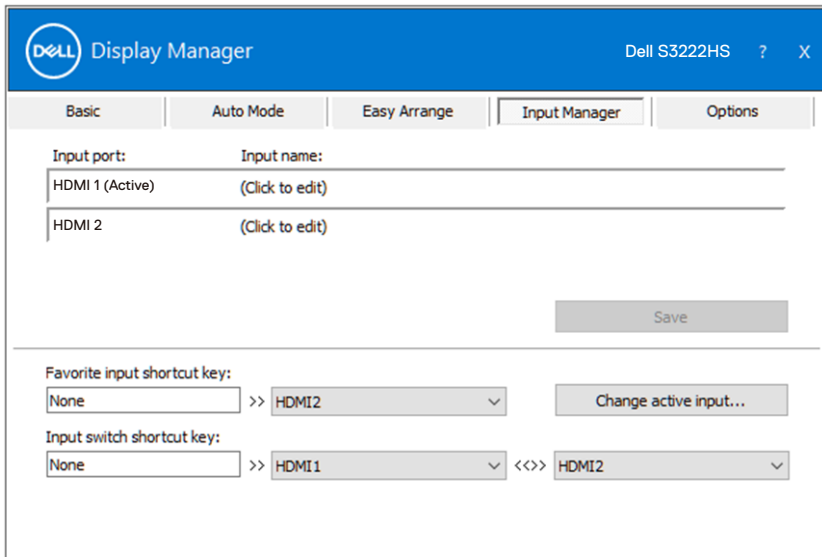 DELL Display Manager Dell S3222HS ? X
Basic Auto Mode Easy Arrange Input Manager Options
Input port: Input name:
HDMI 1 (Active) (Click to edit)
HDMI 2 (Click to edit)
Save
Favorite input shortcut key:
None >> HDMI2 Change active input...
Input switch shortcut key:
None >> HDMI1 <<>> HDMI2